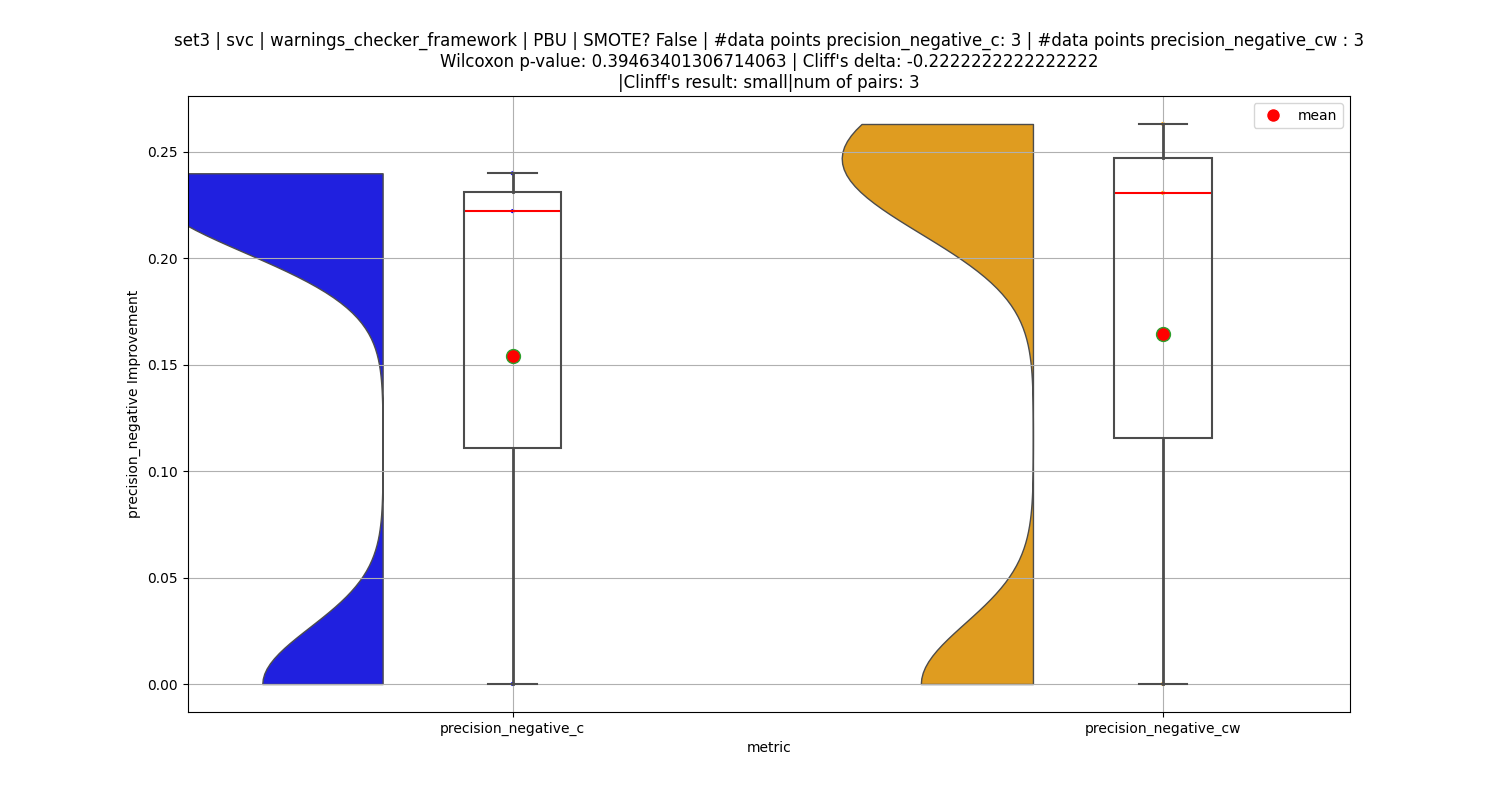 set3 | svc | warnings_checker_framework | PBU | SMOTE? False | #data points precision_negative_c: 3 | #data points precision_negative_cw : 3
Wilcoxon p-value: 0.39463401306714063 | Cliff's delta: -0.2222222222222222
|Clinff's result: small|num of pairs: 3
mean
0.25
0.20
0.15
0.10
0.05
0.00
precision_negative Improvement
precision_negative_c
precision_negative_cw
metric